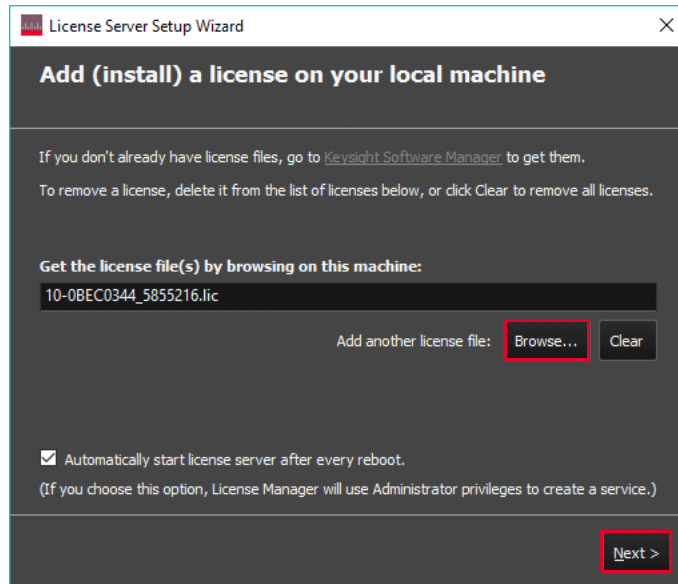 License Server Setup Wizard
Add (install) a license on your local machine
If you don't already have license files, go to Keysight Software Manager to get them.
To remove a license, delete it from the list of licenses below, or click Clear to remove all licenses.
Get the license file(s) by browsing on this machine:
10-0BEC0344_5855216.lic
Add another license file: Browse... Clear
Automatically start license server after every reboot.
(If you choose this option, License Manager will use Administrator privileges to create a service.)
Next >